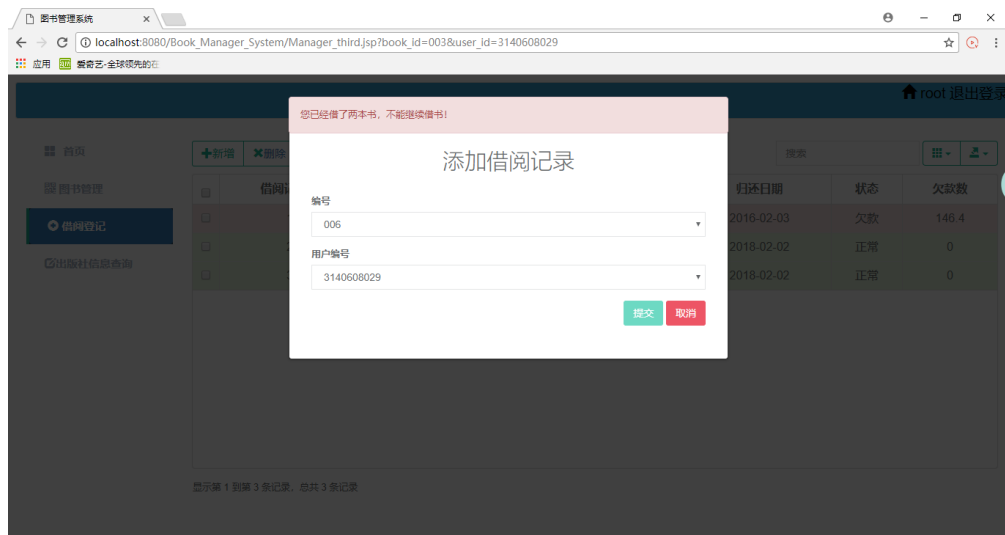 图书管理系统
localhost:8080/Book_Manager_System/Manager_third.jsp?book_id=003&user_id=3140608029
应用 爱奇艺-全球领先的在
root 退出登录
您已经借了两本书，不能继续借书!
首页
图书管理
借阅登记
出版社信息查询
新增 删除
搜索
添加借阅记录
编号
006
用户编号
3140608029
提交 取消
借阅 归还日期 状态 欠款数
2016-02-03 欠款 146.4
2018-02-02 正常 0
2018-02-02 正常 0
显示第 1 到第 3 条记录，总共 3 条记录